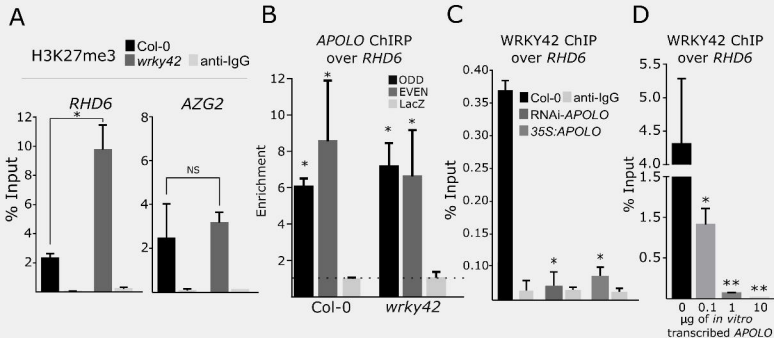 A
H3K27me3
Col-0
wrky42
anti-IgG
RHD6
AZG2
*
NS
% Input
12
10
8
6
4
2
8
6
4
2
B
APOLO ChIRP
over RHD6
ODD
EVEN
LacZ
Enrichment
12
10
8
6
4
2
*
*
*
*
Col-0
wrky42
C
WRKY42 ChIP
over RHD6
Col-0
anti-IgG
RNAi-APOLO
35S:APOLO
% Input
0.40
0.35
0.30
0.25
0.20
0.15
0.10
0.05
*
*
D
WRKY42 ChIP
over RHD6
% Input
5.5
5.0
4.5
4.0
1.5
1.5
0.5
*
**
**
0 0.1 1 10
µg of in vitro
transcribed APOLO